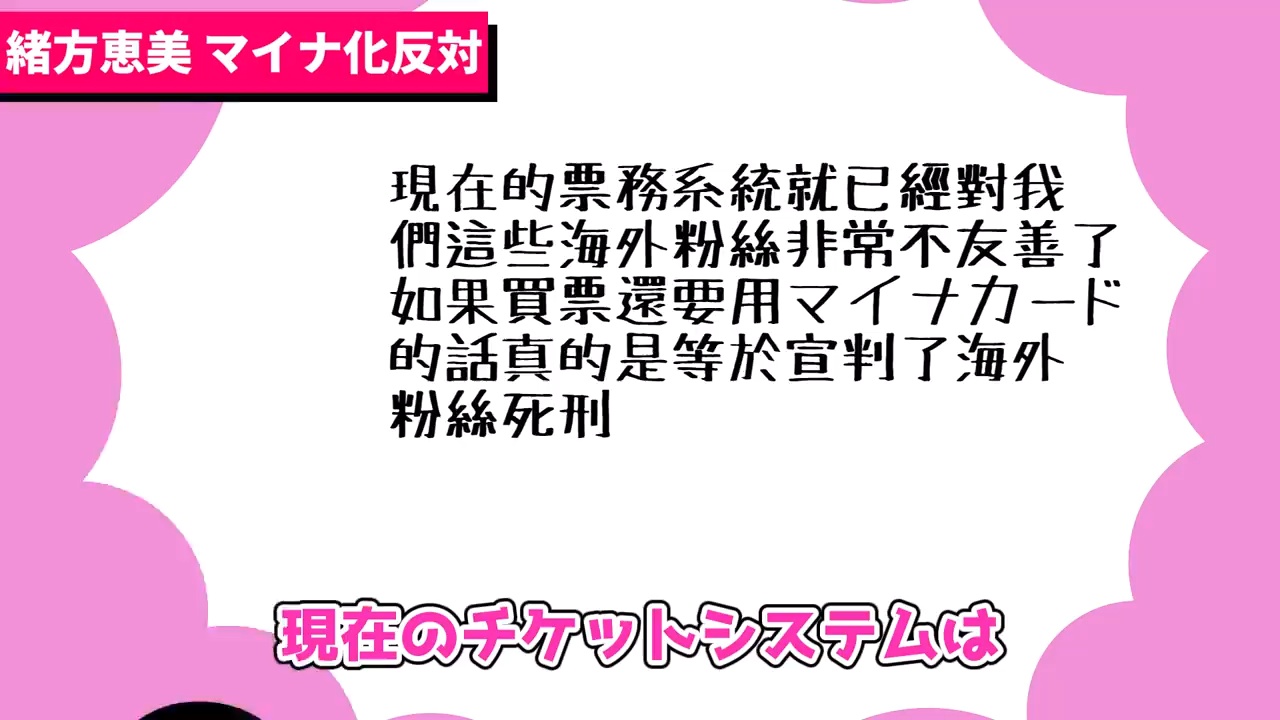 緒方恵美 マイナ化反対
現在的票務系統就已經對我
們這些海外粉絲非常不友善了
如果買票還要用マイナカード
的話真的是等於宣判了海外
粉絲死刑
現在のチケットシステムは